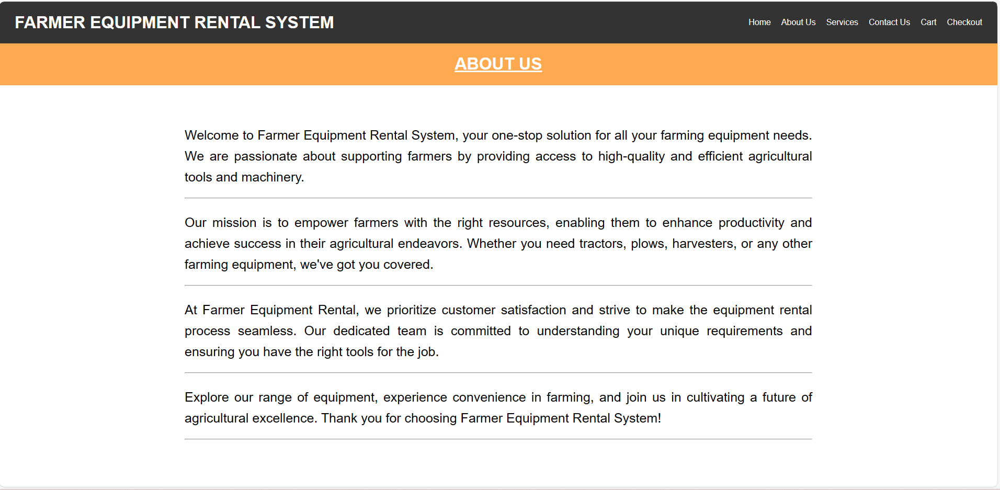 FARMER EQUIPMENT RENTAL SYSTEM
Home About Us Services Contact Us Cart Checkout
ABOUT US
Welcome to Farmer Equipment Rental System, your one-stop solution for all your farming equipment needs.
We are passionate about supporting farmers by providing access to high-quality and efficient agricultural
tools and machinery.
Our mission is to empower farmers with the right resources, enabling them to enhance productivity and
achieve success in their agricultural endeavors. Whether you need tractors, plows, harvesters, or any other
farming equipment, we've got you covered.
At Farmer Equipment Rental, we prioritize customer satisfaction and strive to make the equipment rental
process seamless. Our dedicated team is committed to understanding your unique requirements and
ensuring you have the right tools for the job.
Explore our range of equipment, experience convenience in farming, and join us in cultivating a future of
agricultural excellence. Thank you for choosing Farmer Equipment Rental System!